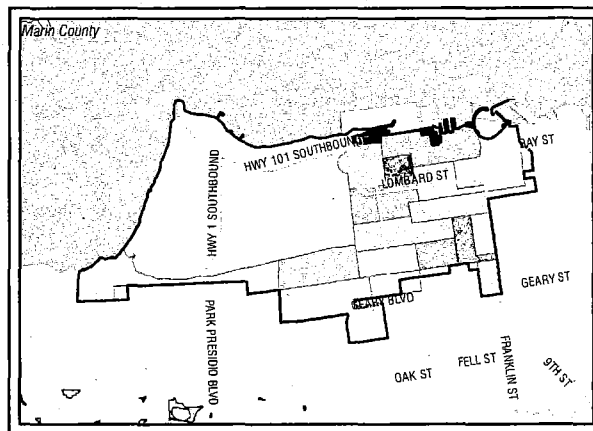 Marin County
HWY 101 SOUTHBOUND
BAY ST
LOMBARD ST
HWY 1 SOUTHBOUND
GEARY ST
GEARY BLVD
PARK PRESIDIO BLVD
FELL ST
FRANKLIN ST
9TH ST
OAK ST